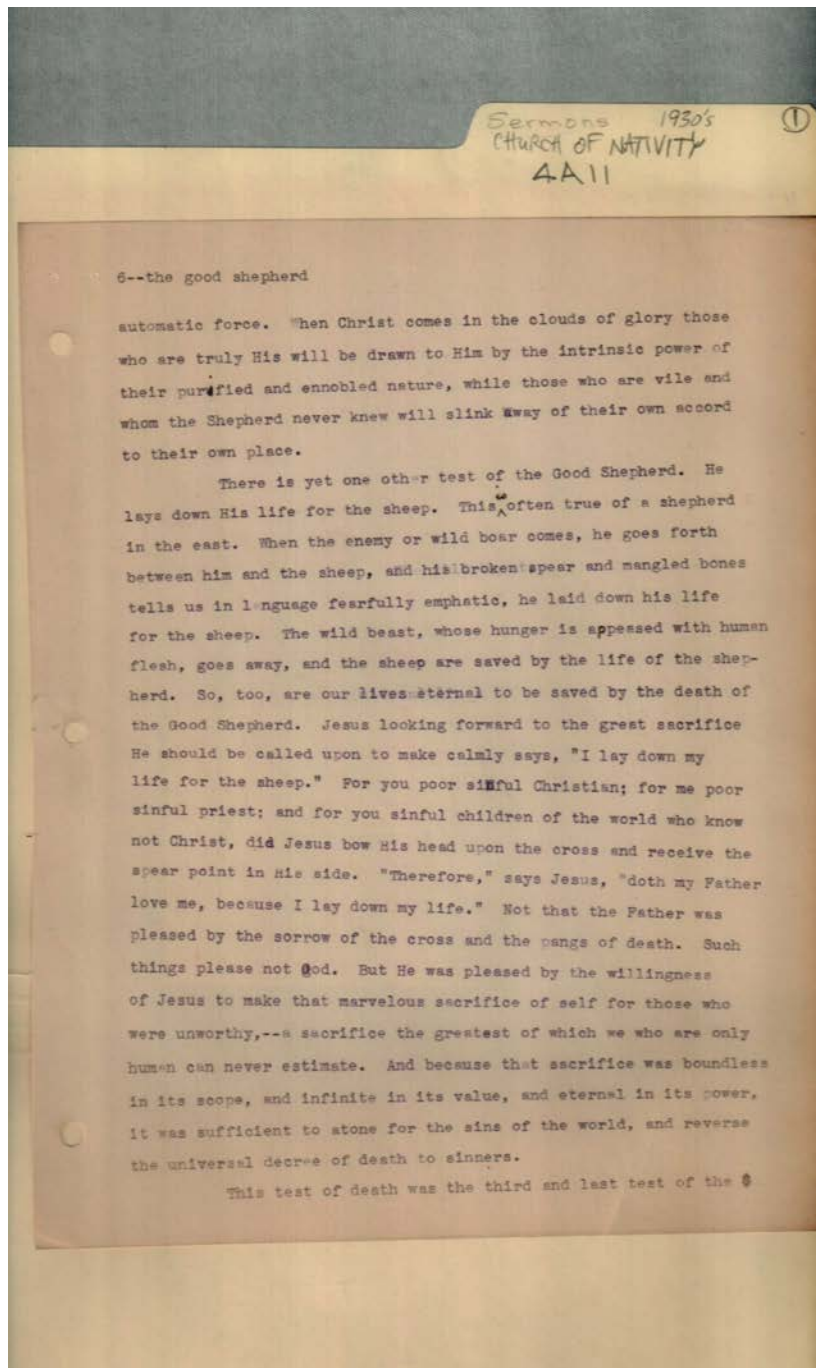 Sermons 1930's
①
CHURCH OF NATIVITY
4A11
6--the good shepherd
automatic force. When Christ comes in the clouds of glory those
who are truly His will be drawn to Him by the intrinsic power of
their purified and ennobled nature, while those who are vile and
whom the Shepherd never knew will slink away of their own accord
to their own place.
There is yet one other test of the Good Shepherd. He
lays down His life for the sheep. This is often true of a shepherd
in the east. When the enemy or wild boar comes, he goes forth
between him and the sheep, and his broken spear and mangled bones
tells us in language fearfully emphatic, he laid down his life
for the sheep. The wild beast, whose hunger is appeased with human
flesh, goes away, and the sheep are saved by the life of the shep-
herd. So, too, are our lives eternal to be saved by the death of
the Good Shepherd. Jesus looking forward to the great sacrifice
He should be called upon to make calmly says, "I lay down my
life for the sheep." For you poor sinful Christian; for me poor
sinful priest; and for you sinful children of the world who know
not Christ, did Jesus bow His head upon the cross and receive the
spear point in His side. "Therefore," says Jesus, "doth my Father
love me, because I lay down my life." Not that the Father was
pleased by the sorrow of the cross and the pangs of death. Such
things please not God. But He was pleased by the willingness
of Jesus to make that marvelous sacrifice of self for those who
were unworthy,--a sacrifice the greatest of which we who are only
human can never estimate. And because that sacrifice was boundless
in its scope, and infinite in its value, and eternal in its power,
it was sufficient to atone for the sins of the world, and reverse
the universal decree of death to sinners.
This test of death was the third and last test of the